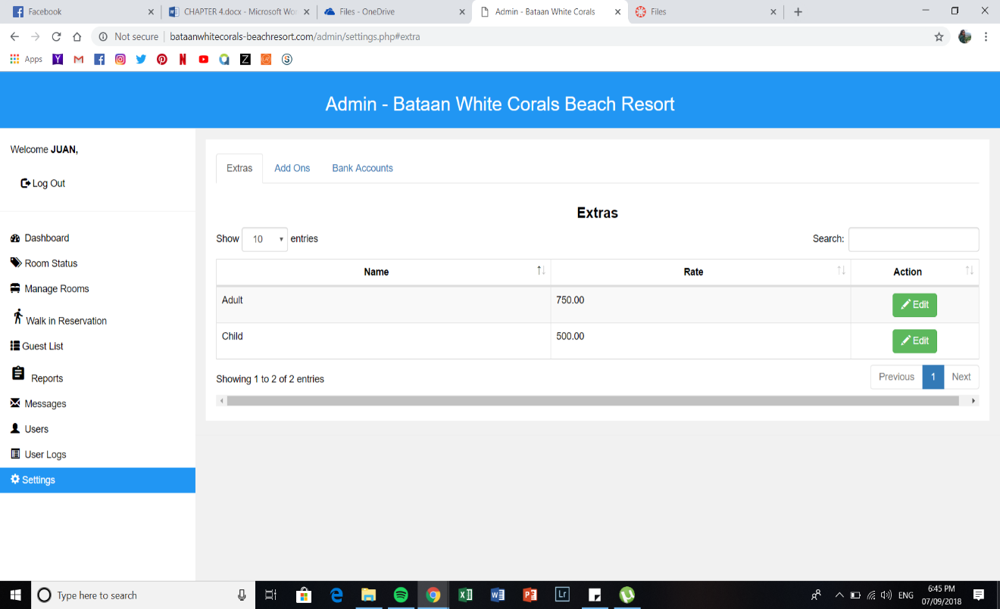 Facebook
CHAPTER 4.docx - Microsoft Wor
Files - OneDrive
Admin - Bataan White Corals
Files
Not secure
bataanwhitecorals-beachresort.com/admin/settings.php#extra
Apps
Admin - Bataan White Corals Beach Resort
Welcome JUAN,
Log Out
Dashboard
Room Status
Manage Rooms
Walk in Reservation
Guest List
Reports
Messages
Users
User Logs
Settings
Extras Add Ons Bank Accounts
Extras
Show 10 entries Search:
Name Rate Action
Adult 750.00 Edit
Child 500.00 Edit
Showing 1 to 2 of 2 entries Previous 1 Next
Type here to search
ENG
6:45 PM
07/09/2018